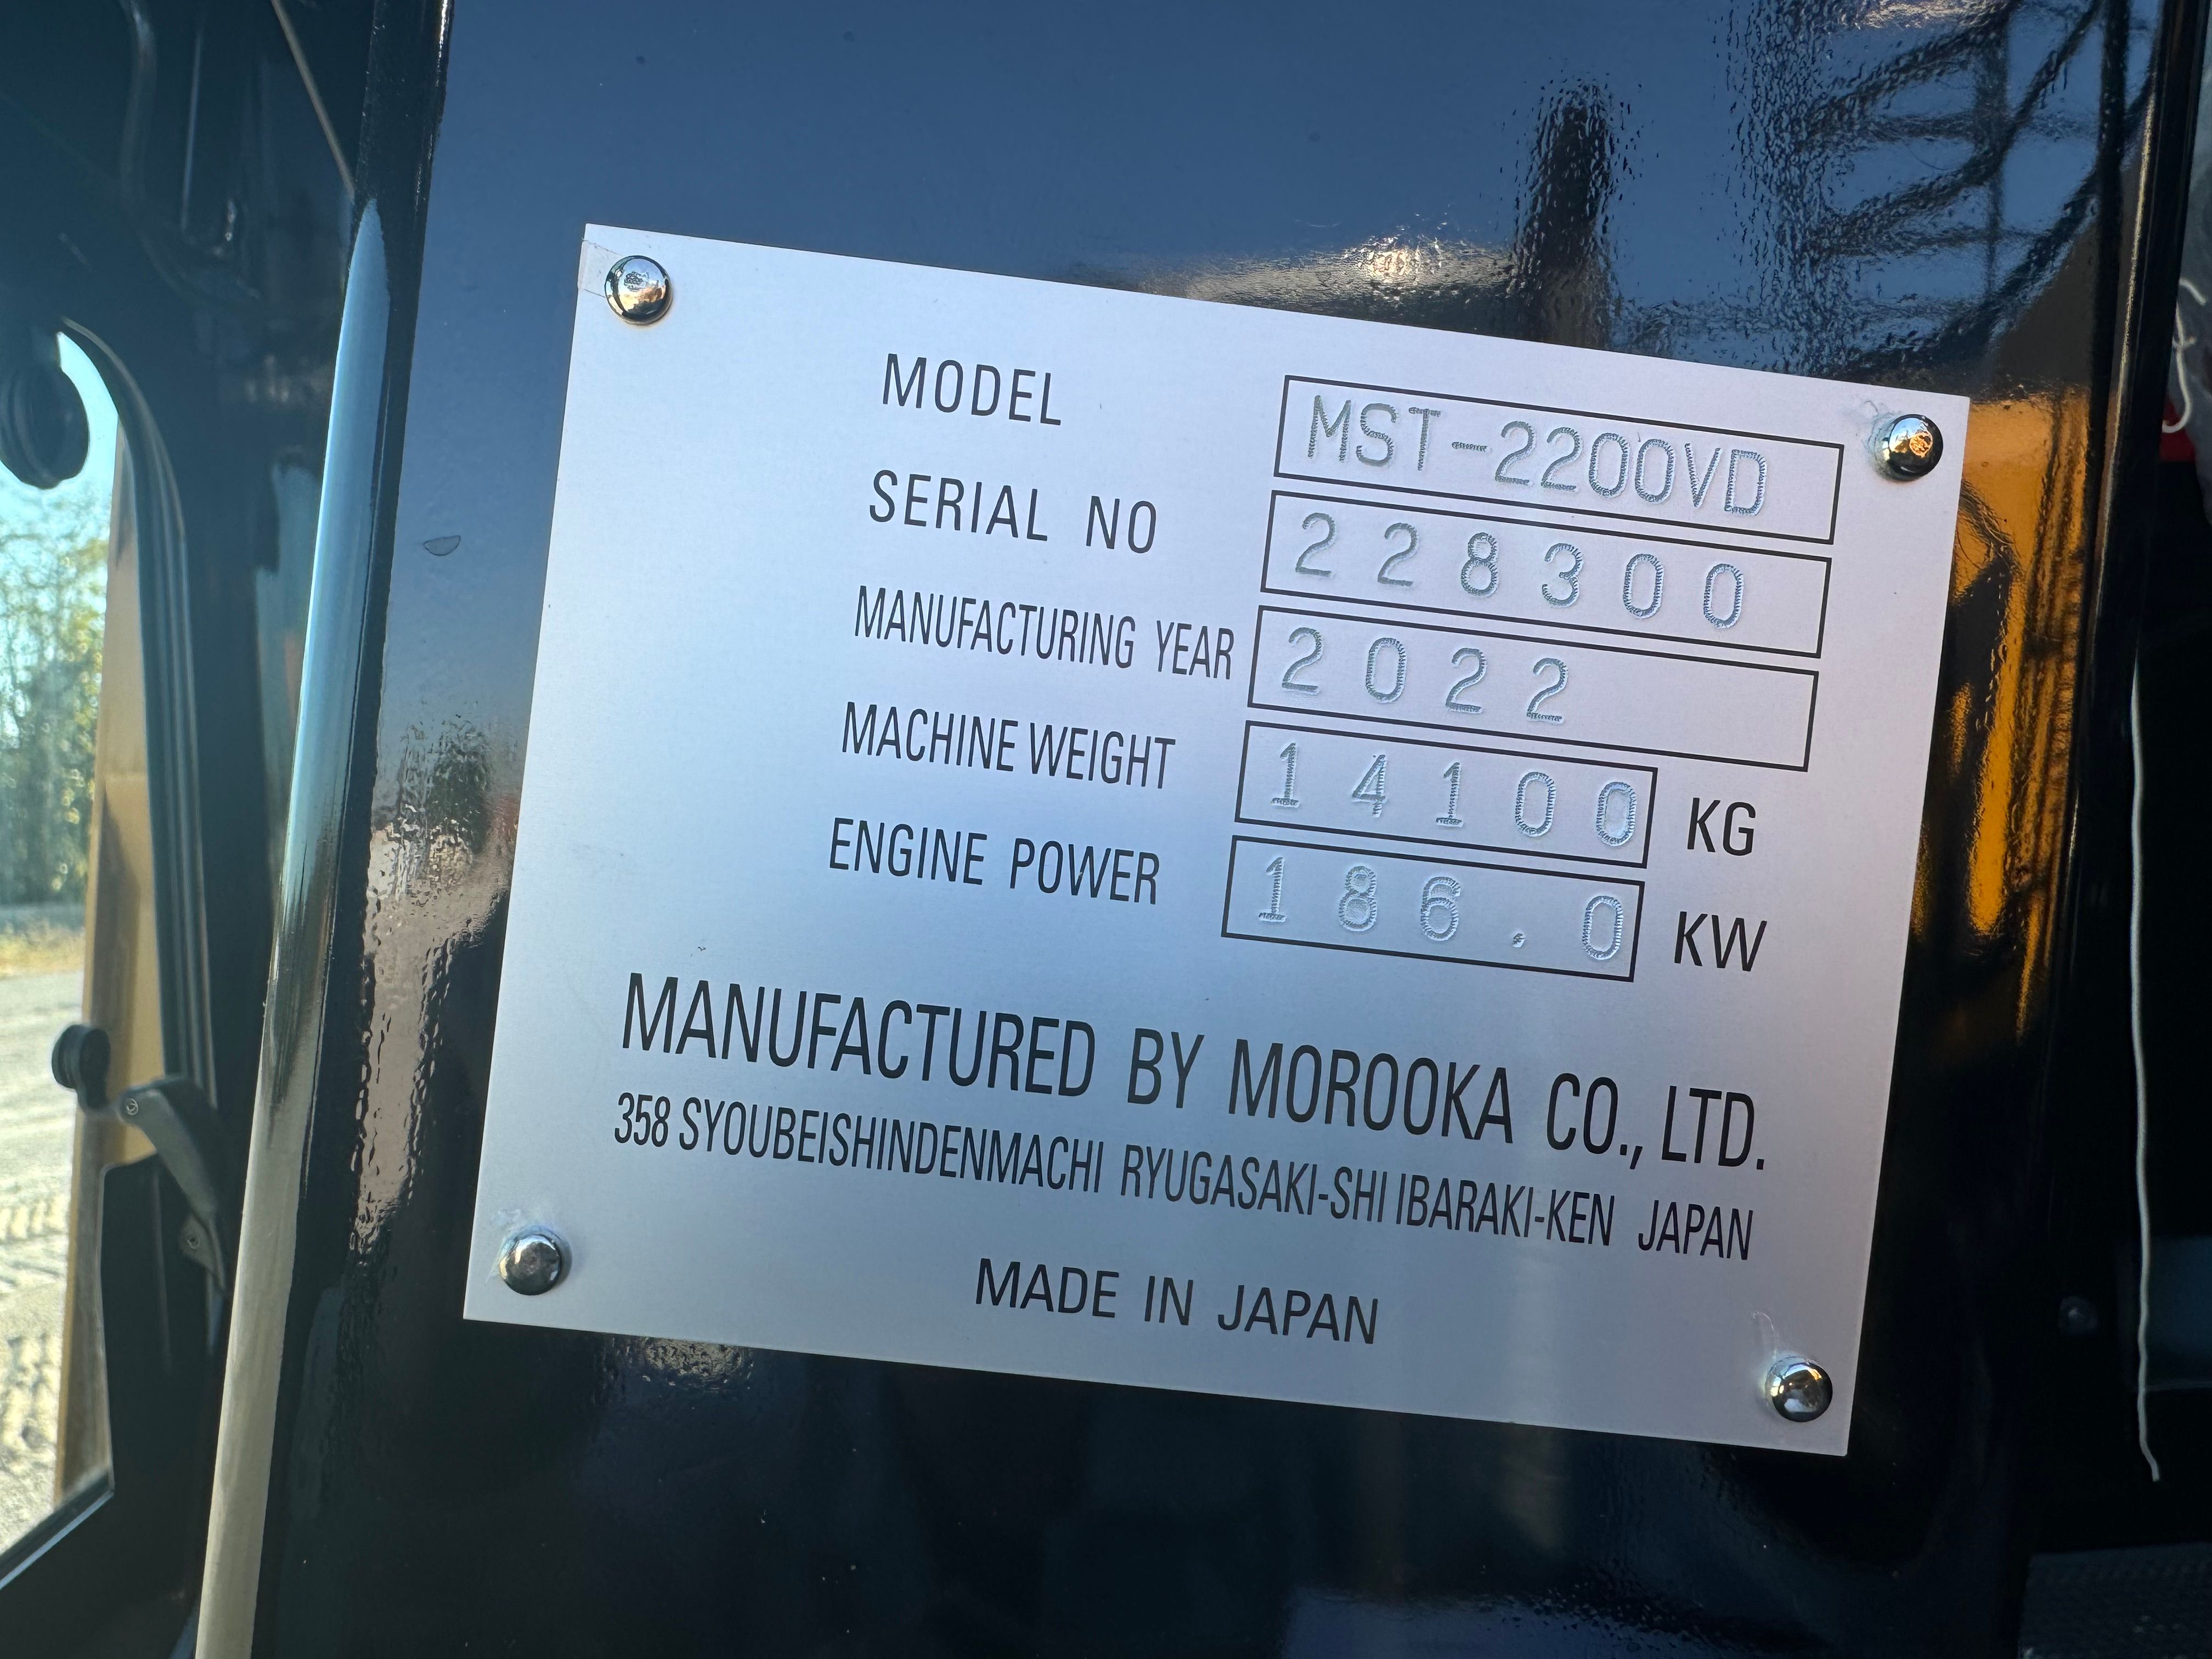 MODEL MST-2200VD
SERIAL NO 228300
MANUFACTURING YEAR 2022
MACHINE WEIGHT 14100 KG
ENGINE POWER 186.0 KW
MANUFACTURED BY MOROOKA CO., LTD.
358 SYOUBEISHINDENMACHI RYUGASAKI-SHI IBARAKI-KEN JAPAN
MADE IN JAPAN